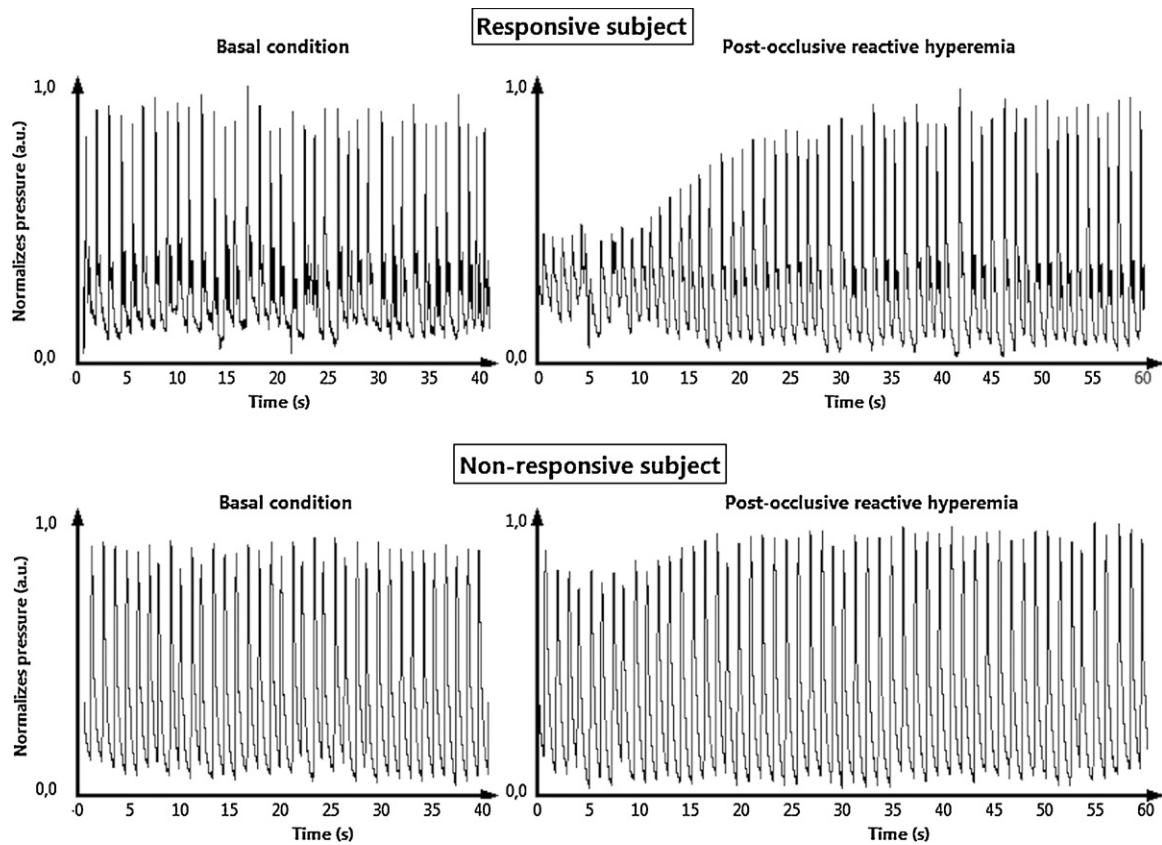 Responsive subject
Basal condition
Post-occlusive reactive hyperemia
Normalizes pressure (a.u.)
1,0
0,0
0 5 10 15 20 25 30 35 40
Time (s)
1,0
0,0
0 5 10 15 20 25 30 35 40 45 50 55 60
Time (s)
Non-responsive subject
Basal condition
Post-occlusive reactive hyperemia
Normalizes pressure (a.u.)
1,0
0,0
-0 5 10 15 20 25 30 35 40
Time (s)
1,0
0,0
0 5 10 15 20 25 30 35 40 45 50 55 60
Time (s)